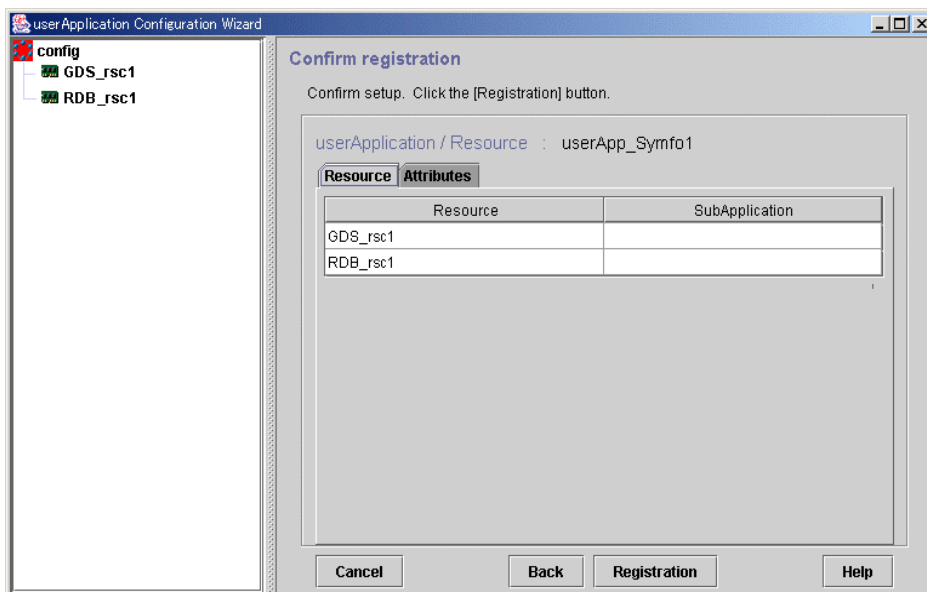 userApplication Configuration Wizard
config
GDS_rsc1
RDB_rsc1
Confirm registration
Confirm setup. Click the [Registration] button.
userApplication / Resource : userApp_Symfo1
Resource Attributes
Resource SubApplication
GDS_rsc1
RDB_rsc1
Cancel Back Registration Help